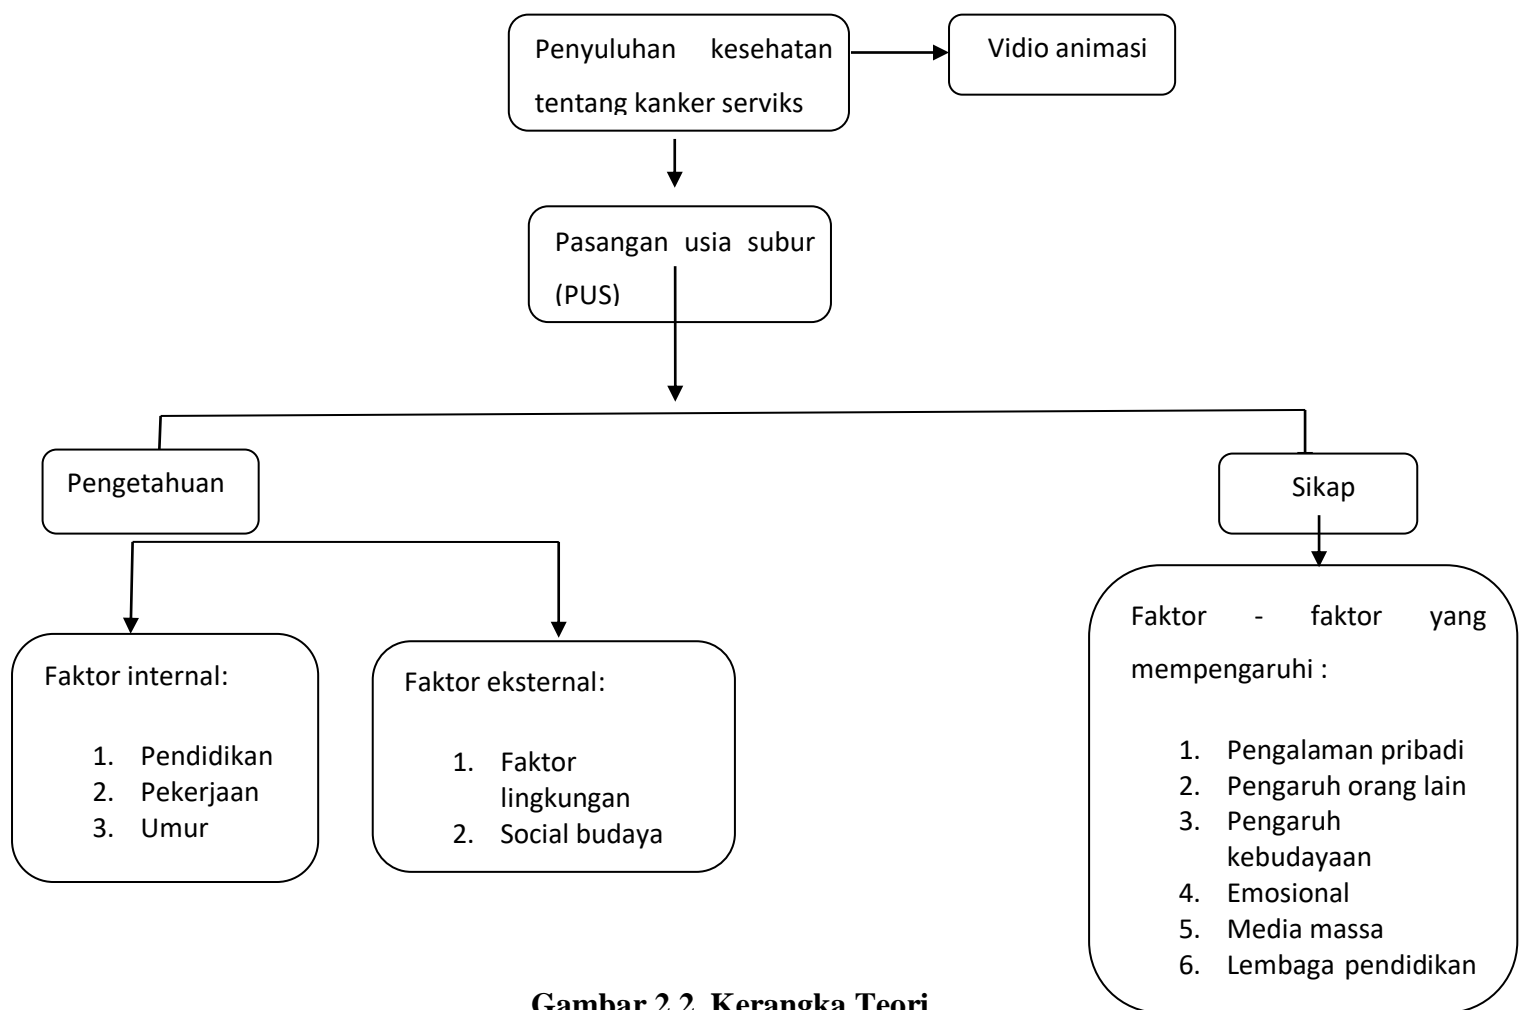 Penyuluhan kesehatan
tentang kanker serviks
Vidio animasi
Pasangan usia subur
(PUS)
Pengetahuan
Sikap
Faktor internal:
1. Pendidikan
2. Pekerjaan
3. Umur
Faktor eksternal:
1. Faktor
lingkungan
2. Social budaya
Faktor - faktor yang
mempengaruhi :
1. Pengalaman pribadi
2. Pengaruh orang lain
3. Pengaruh
kebudayaan
4. Emosional
5. Media massa
6. Lembaga pendidikan
Gambar 2.2 Kerangka Teori